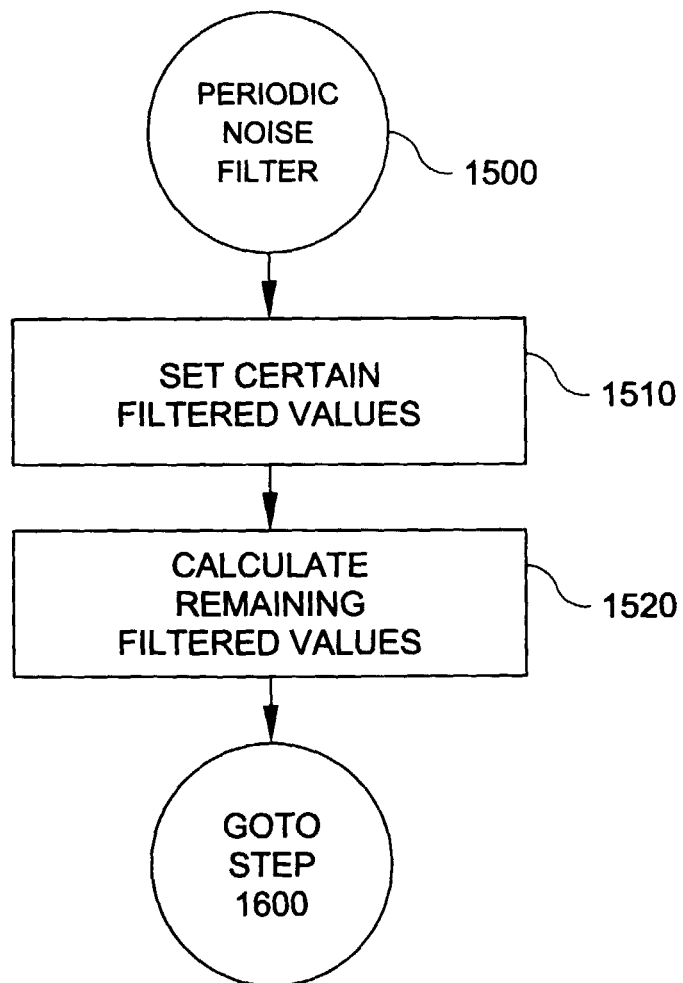 PERIODIC
NOISE
FILTER
1500
SET CERTAIN
FILTERED VALUES
1510
CALCULATE
REMAINING
FILTERED VALUES
1520
GOTO
STEP
1600